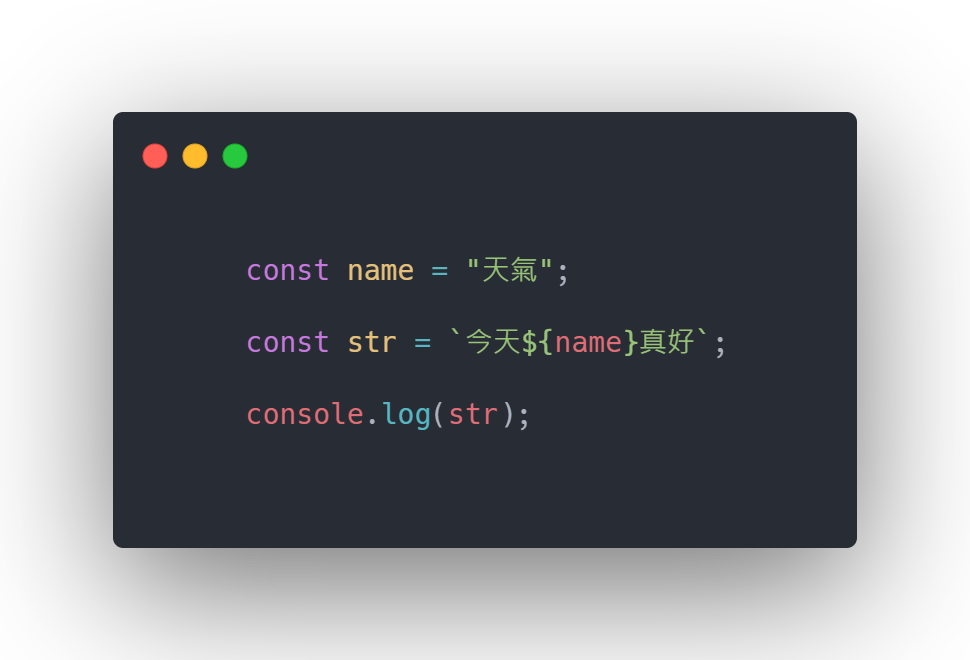 const name = "天氣";
const str = `今天${name}真好`;
console.log(str);